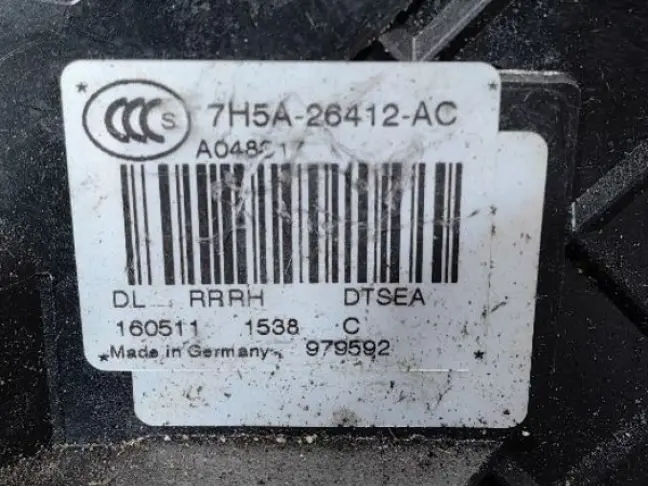 CCC S 7H5A-26412-AC
DL RRRH DTSEA
160511 1538 C
Made in Germany 979592